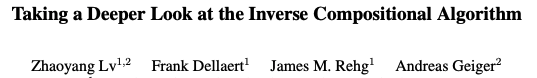 Taking a Deeper Look at the Inverse Compositional Algorithm
Zhaoyang Lv1,2 Frank Dellaert1 James M. Rehg1 Andreas Geiger2